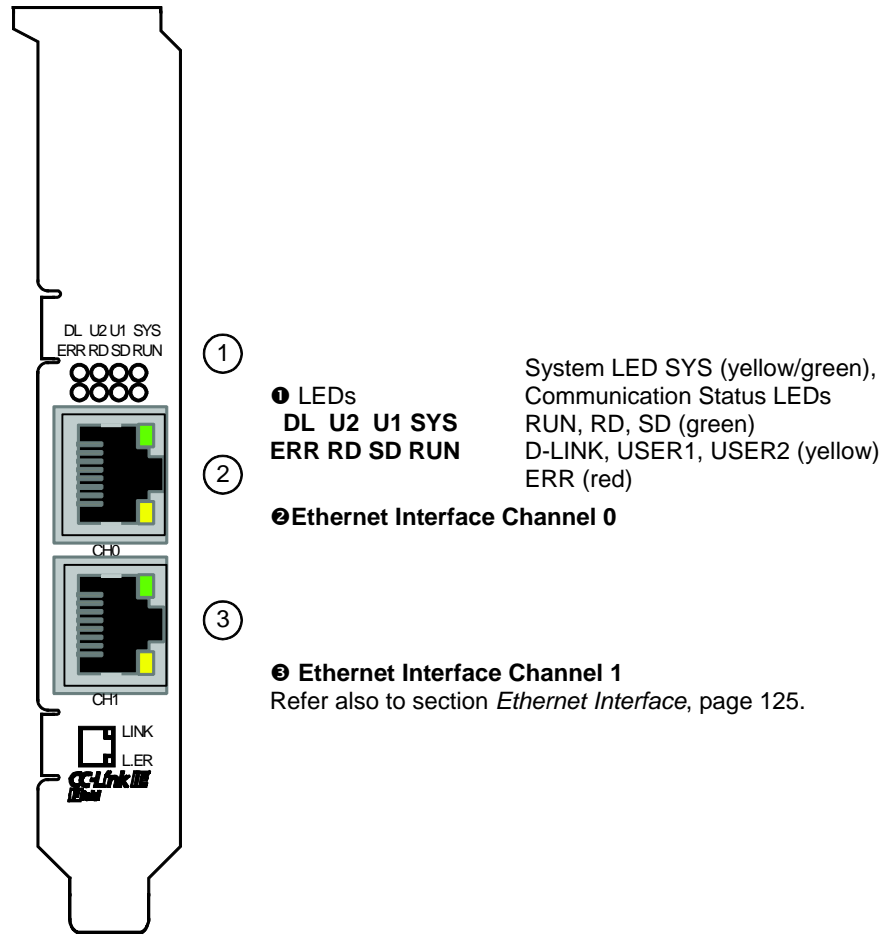 DL U2 U1 SYS
ERR RD SD RUN
1
2
CH0
3
CH1
LINK
L.ER
CC-Link IE
Field
❶ LEDs
DL U2 U1 SYS
ERR RD SD RUN
System LED SYS (yellow/green),
Communication Status LEDs
RUN, RD, SD (green)
D-LINK, USER1, USER2 (yellow)
ERR (red)
❷Ethernet Interface Channel 0
❸ Ethernet Interface Channel 1
Refer also to section Ethernet Interface, page 125.